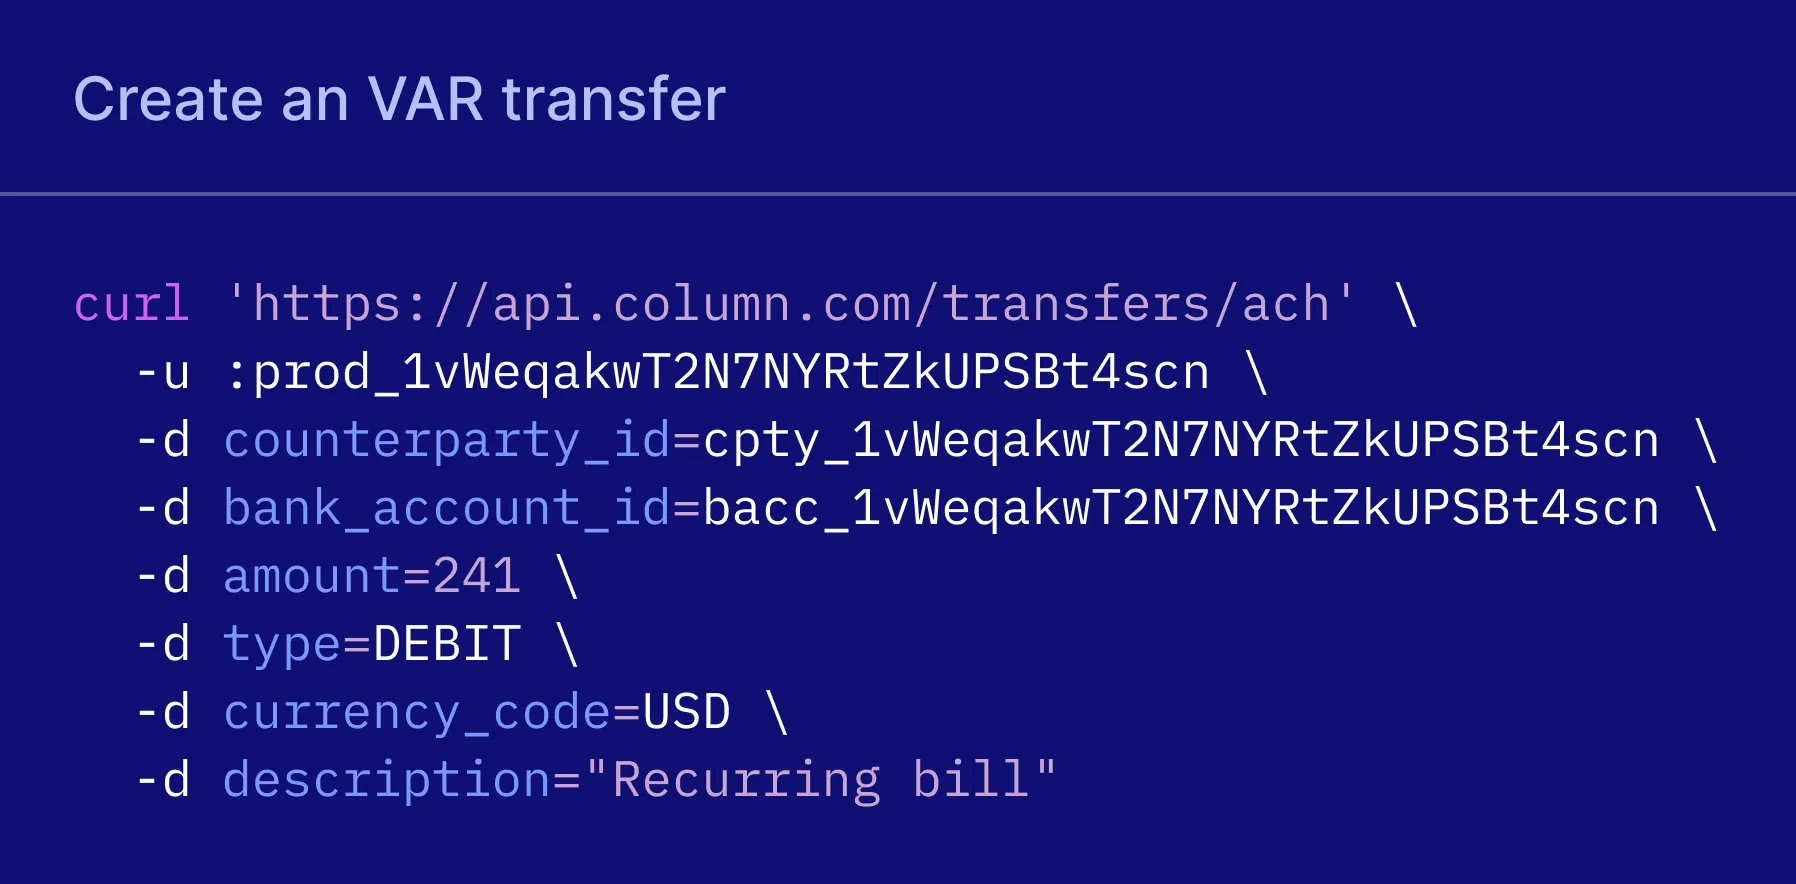 Create an VAR transfer
curl 'https://api.column.com/transfers/ach' \
-u :prod_1vWeqakwT2N7NYRtZkUPSBt4scn \
-d counterparty_id=cpty_1vWeqakwT2N7NYRtZkUPSBt4scn \
-d bank_account_id=bacc_1vWeqakwT2N7NYRtZkUPSBt4scn \
-d amount=241 \
-d type=DEBIT \
-d currency_code=USD \
-d description="Recurring bill"